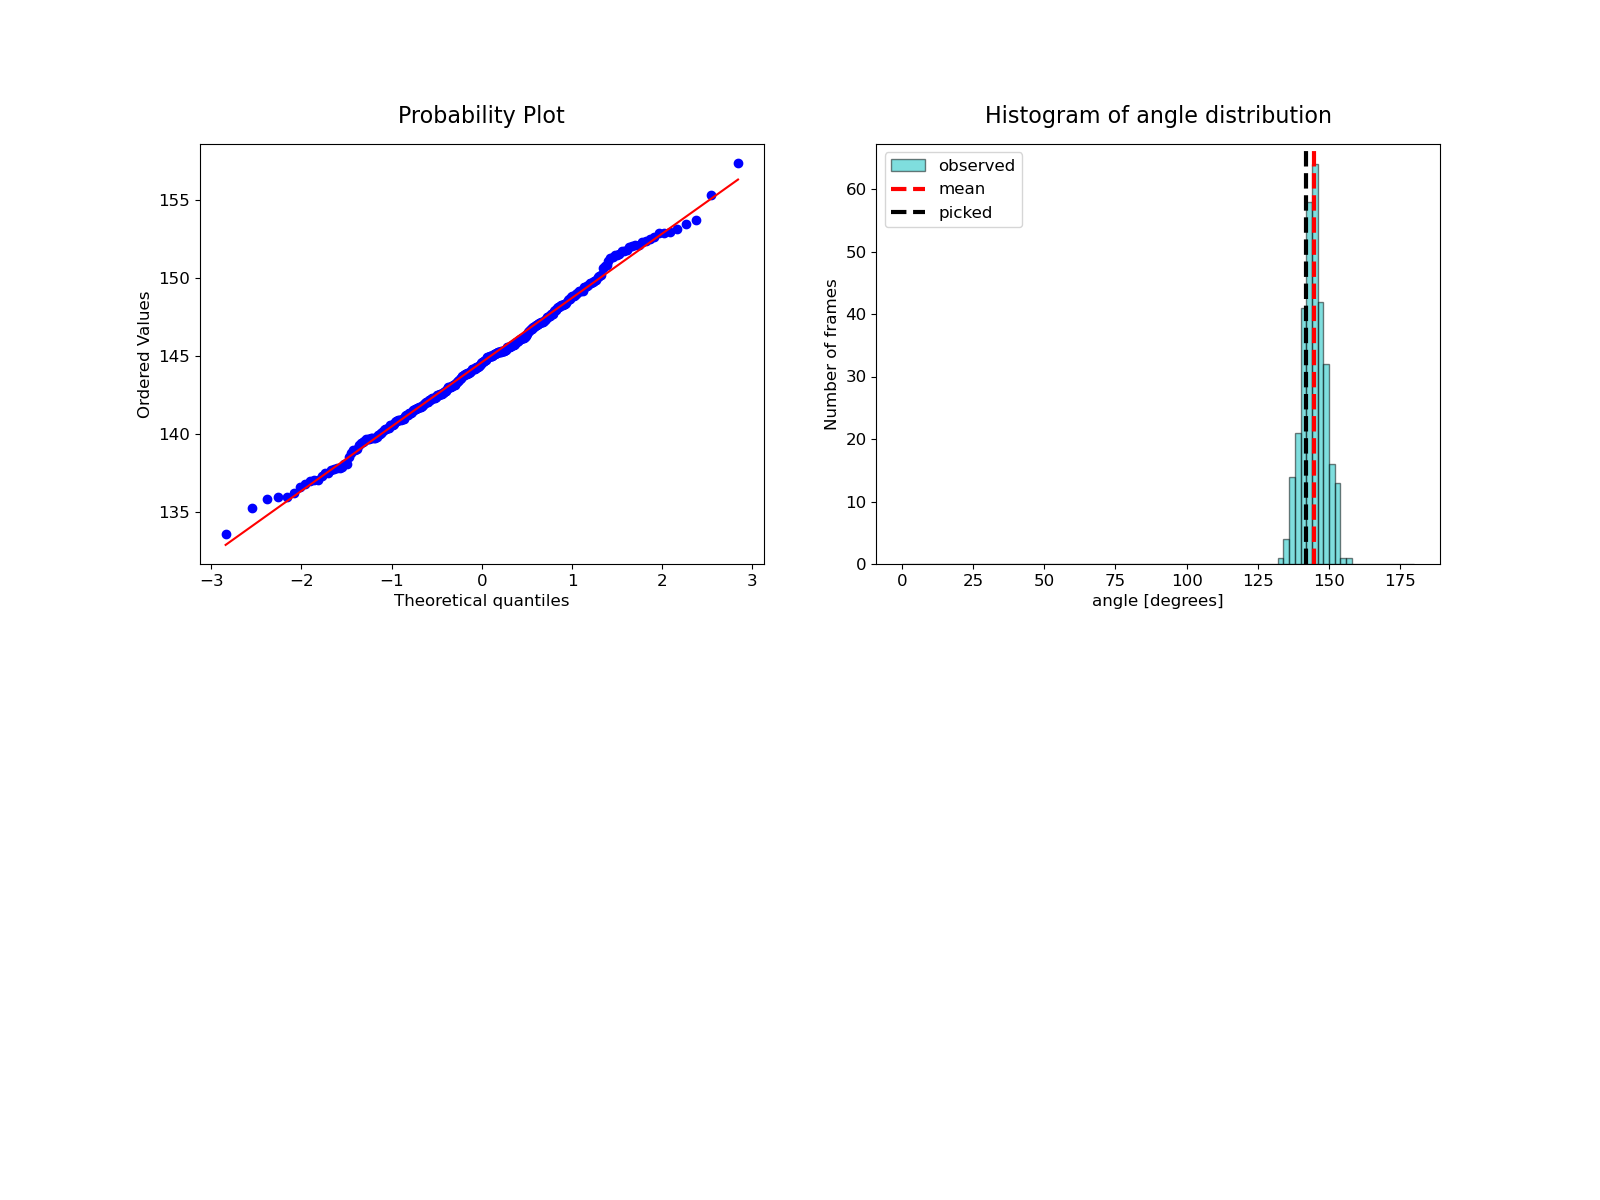 Probability Plot
155
150
145
140
135
Ordered Values
−3 −2 −1 0 1 2 3
Theoretical quantiles
Histogram of angle distribution
observed
mean
picked
60
50
40
30
20
10
0
Number of frames
0 25 50 75 100 125 150 175
angle [degrees]